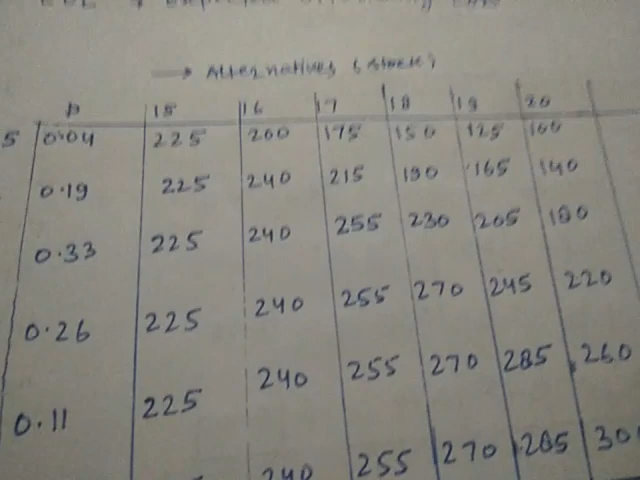 → Alternatives (Stock)
P 15 16 17 18 19 20
5 0.04 225 200 175 150 125 100
0.19 225 240 215 190 165 140
0.33 225 240 255 230 205 180
0.26 225 240 255 270 245 220
0.11 225 240 255 270 285 260
240 255 270 285 300